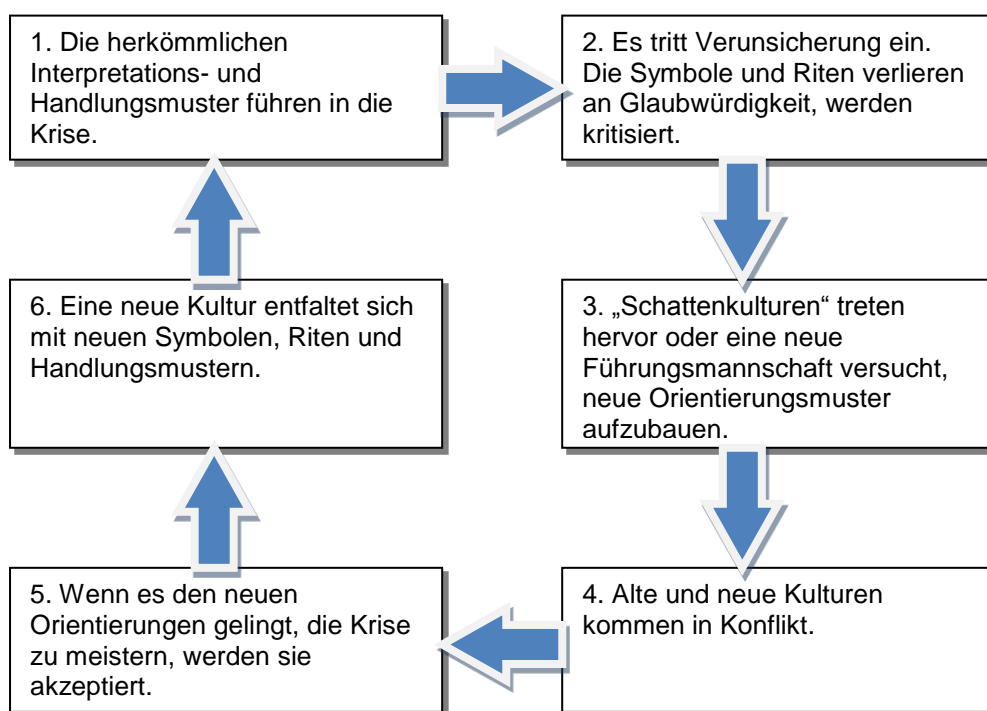 1. Die herkömmlichen
Interpretations- und
Handlungsmuster führen in die
Krise.
2. Es tritt Verunsicherung ein.
Die Symbole und Riten verlieren
an Glaubwürdigkeit, werden
kritisiert.
3. „Schattenkulturen“ treten
hervor oder eine neue
Führungsmannschaft versucht,
neue Orientierungsmuster
aufzubauen.
4. Alte und neue Kulturen
kommen in Konflikt.
5. Wenn es den neuen
Orientierungen gelingt, die Krise
zu meistern, werden sie
akzeptiert.
6. Eine neue Kultur entfaltet sich
mit neuen Symbolen, Riten und
Handlungsmustern.